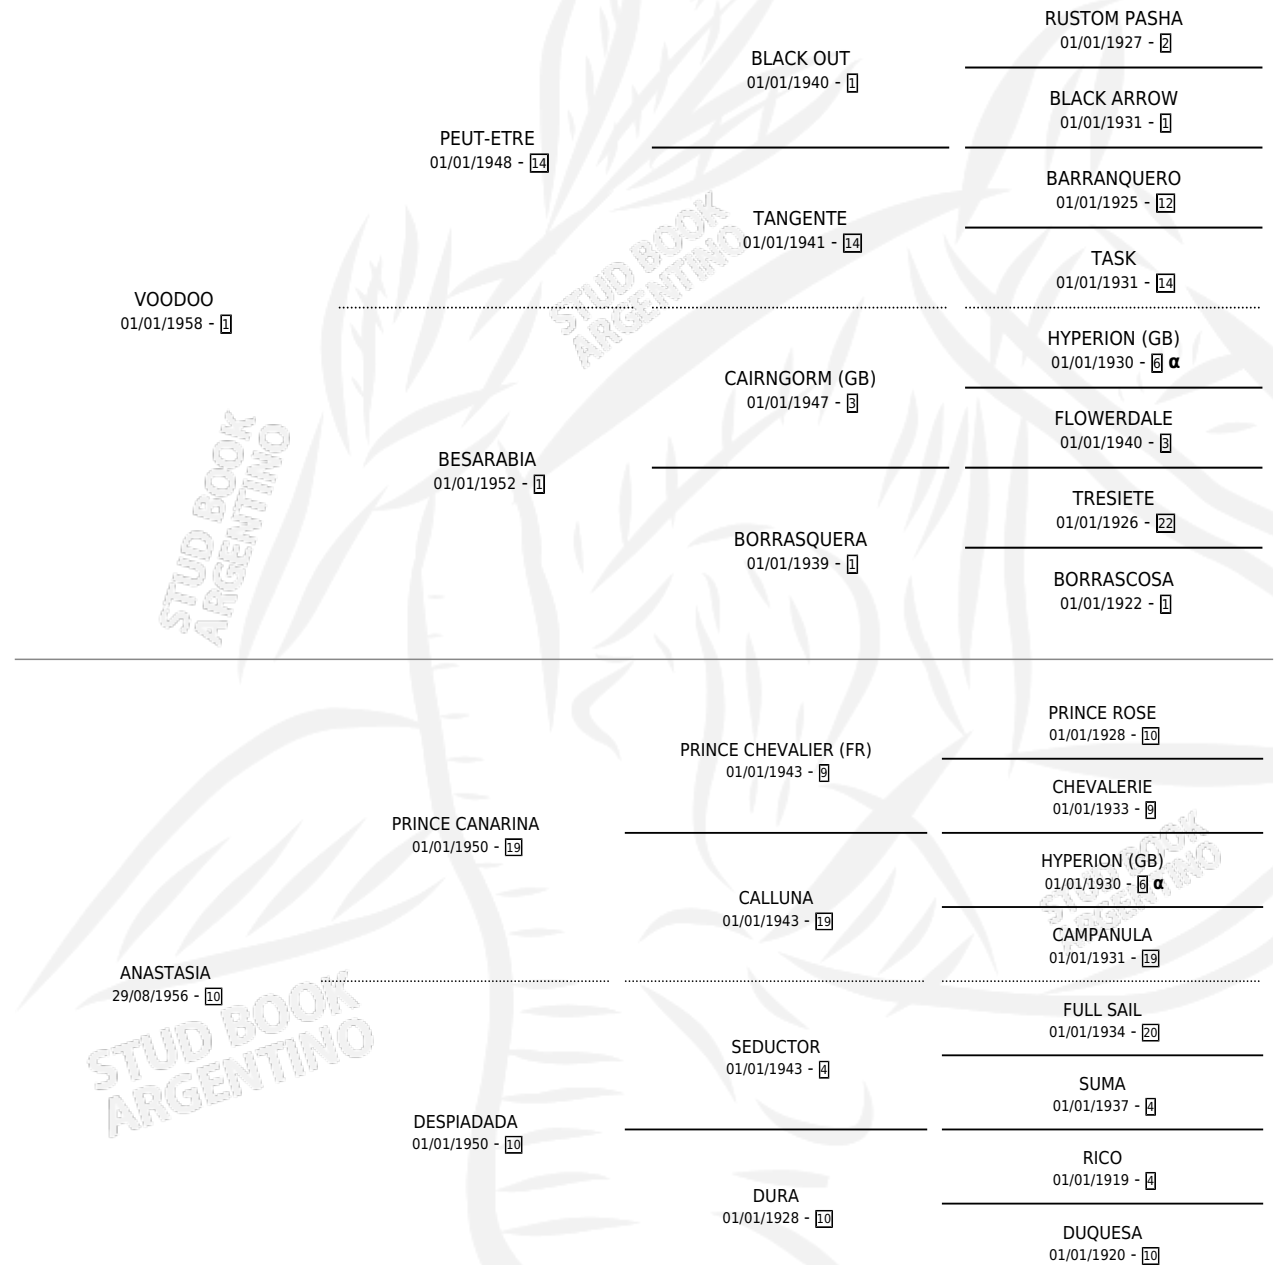 RUSTOM PASHA
01/01/1927 - 2
BLACK OUT
01/01/1940 - 1
BLACK ARROW
01/01/1931 - 1
PEUT-ETRE
01/01/1948 - 14
BARRANQUERO
01/01/1925 - 12
TANGENTE
01/01/1941 - 14
TASK
01/01/1931 - 14
VOODOO
01/01/1958 - 1
HYPERION (GB)
01/01/1930 - 6 α
CAIRNGORM (GB)
01/01/1947 - 3
FLOWERDALE
01/01/1940 - 3
BESARABIA
01/01/1952 - 1
TRESIETE
01/01/1926 - 22
BORRASQUERA
01/01/1939 - 1
BORRASCOSA
01/01/1922 - 1
PRINCE ROSE
01/01/1928 - 10
PRINCE CHEVALIER (FR)
01/01/1943 - 9
CHEVALERIE
01/01/1933 - 9
PRINCE CANARINA
01/01/1950 - 19
HYPERION (GB)
01/01/1930 - 6 α
CALLUNA
01/01/1943 - 19
CAMPANULA
01/01/1931 - 19
ANASTASIA
29/08/1956 - 10
FULL SAIL
01/01/1934 - 20
SEDUCTOR
01/01/1943 - 4
SUMA
01/01/1937 - 4
DESPIADADA
01/01/1950 - 10
RICO
01/01/1919 - 4
DURA
01/01/1928 - 10
DUQUESA
01/01/1920 - 10
STUD BOOK
ARGENTINO
STUD BOOK
ARGENTINO
STUD BOOK
ARGENTINO
STUD BOOK
ARGENTINO